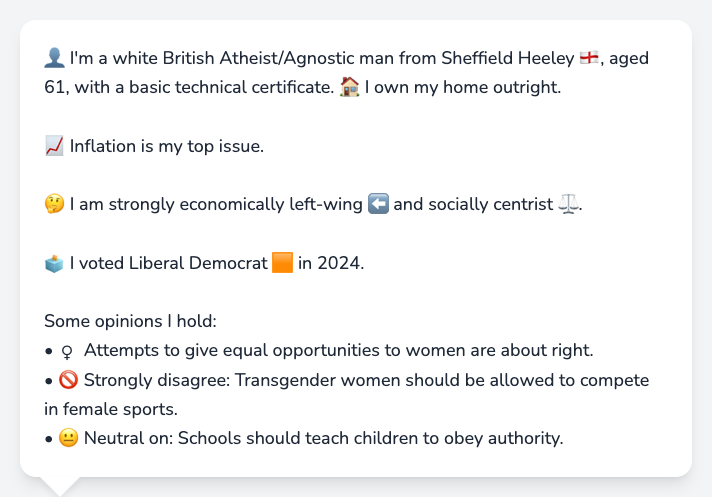 👤 I'm a white British Atheist/Agnostic man from Sheffield Heeley 🏴󠁧󠁢󠁥󠁮󠁧󠁿, aged
61, with a basic technical certificate. 🏠 I own my home outright.
📈 Inflation is my top issue.
🤔 I am strongly economically left-wing ⬅️ and socially centrist ⚖️.
🗳️ I voted Liberal Democrat 🟧 in 2024.
Some opinions I hold:
• ♀ Attempts to give equal opportunities to women are about right.
• 🚫 Strongly disagree: Transgender women should be allowed to compete
in female sports.
• 😐 Neutral on: Schools should teach children to obey authority.